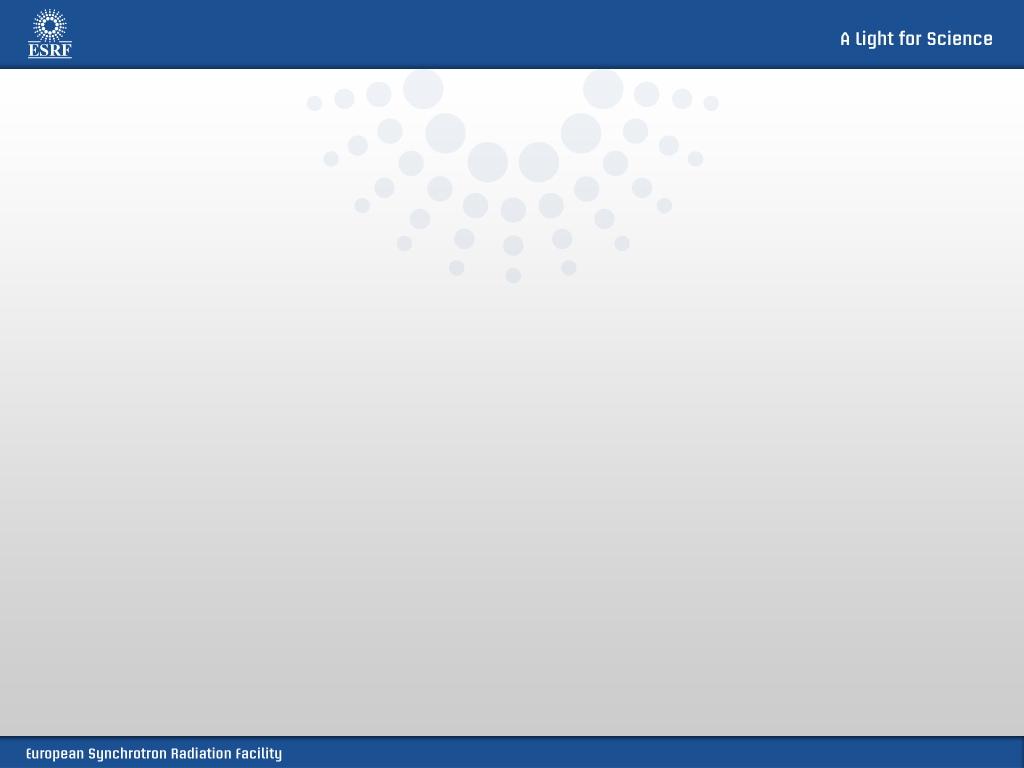 ESRF
A Light for Science
European Synchrotron Radiation Facility